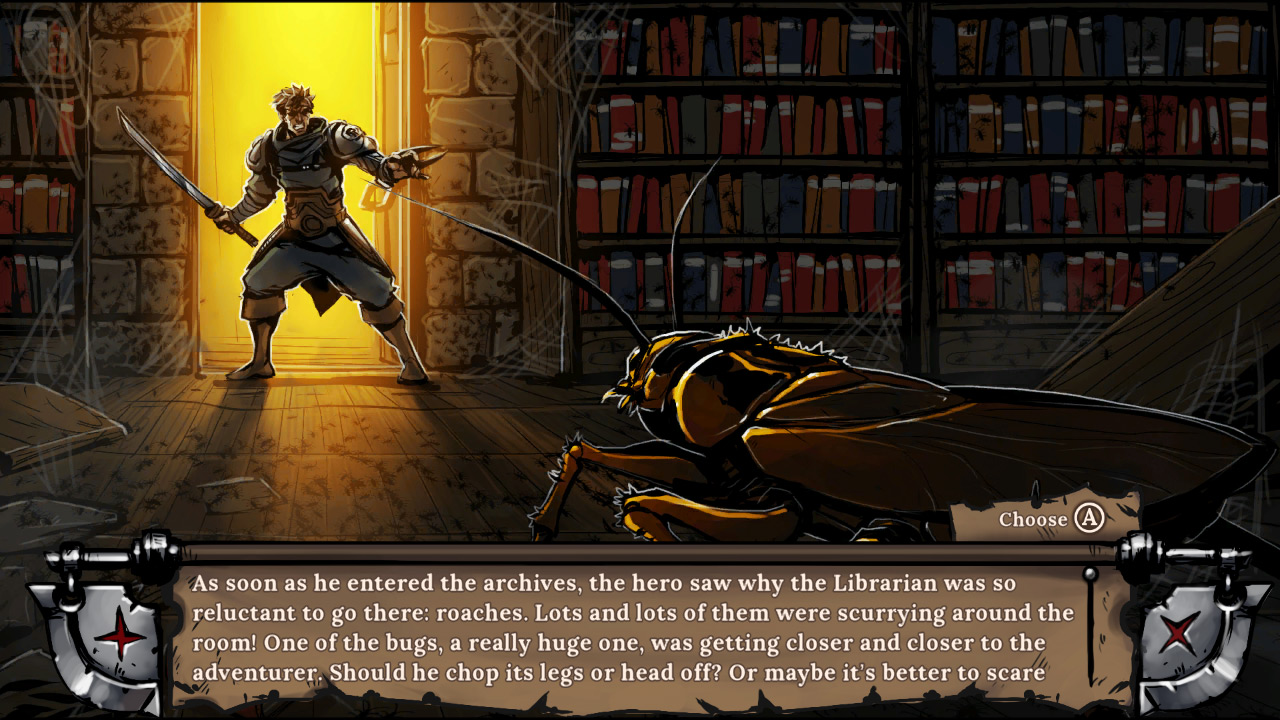 Choose A
As soon as he entered the archives, the hero saw why the Librarian was so
reluctant to go there: roaches. Lots and lots of them were scurrying around the
room! One of the bugs, a really huge one, was getting closer and closer to the
adventurer. Should he chop its legs or head off? Or maybe it's better to scare